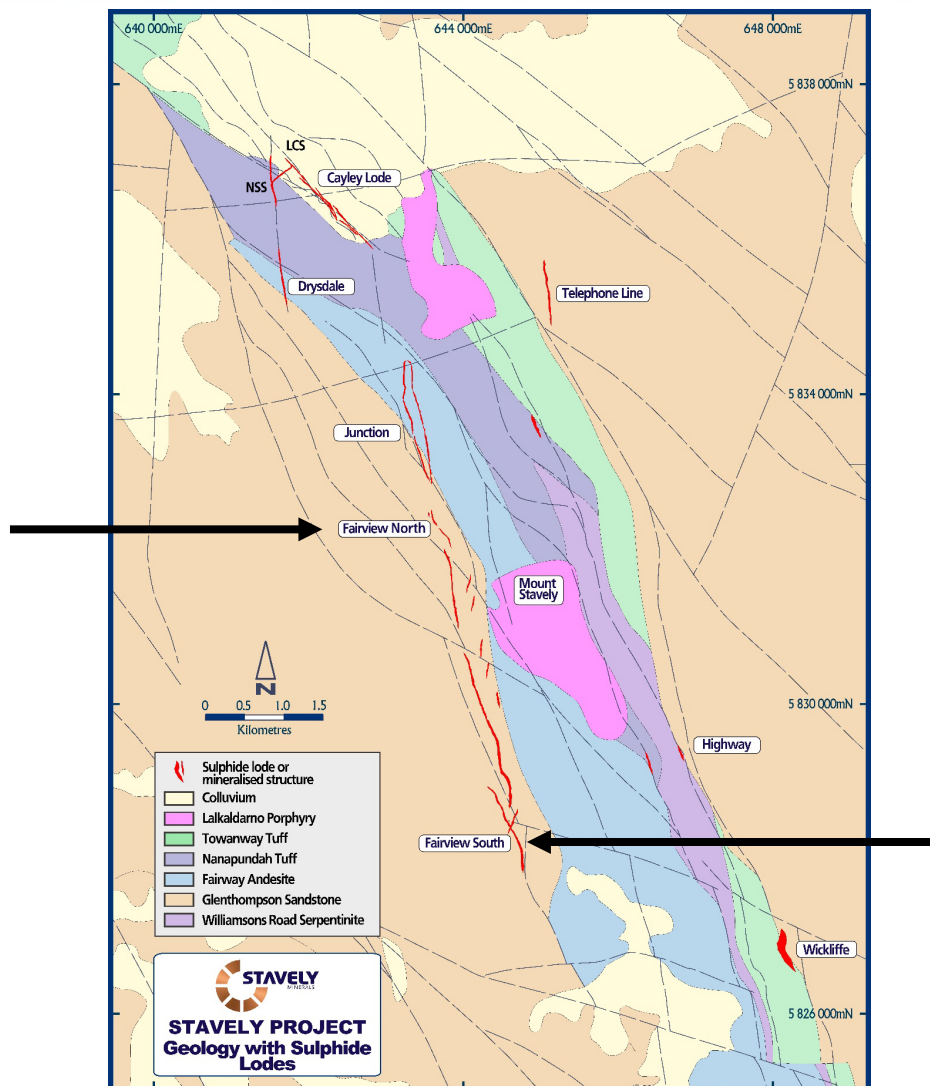 640 000mE
644 000mE
648 000mE
5 838 000mN
LCS
Cayley Lode
NSS
Drysdale
Telephone Line
5 834 000mN
Junction
Fairview North
Mount
Stavely
N
0 0.5 1.0 1.5
Kilometres
5 830 000mN
Highway
Sulphide lode or
mineralised structure
Colluvium
Lalkaldarno Porphyry
Towanway Tuff
Nanapundah Tuff
Fairway Andesite
Glenthompson Sandstone
Williamsons Road Serpentinite
Fairview South
Wickliffe
STAVELY
MINERALS
STAVELY PROJECT
Geology with Sulphide
Lodes
5 826 000mN